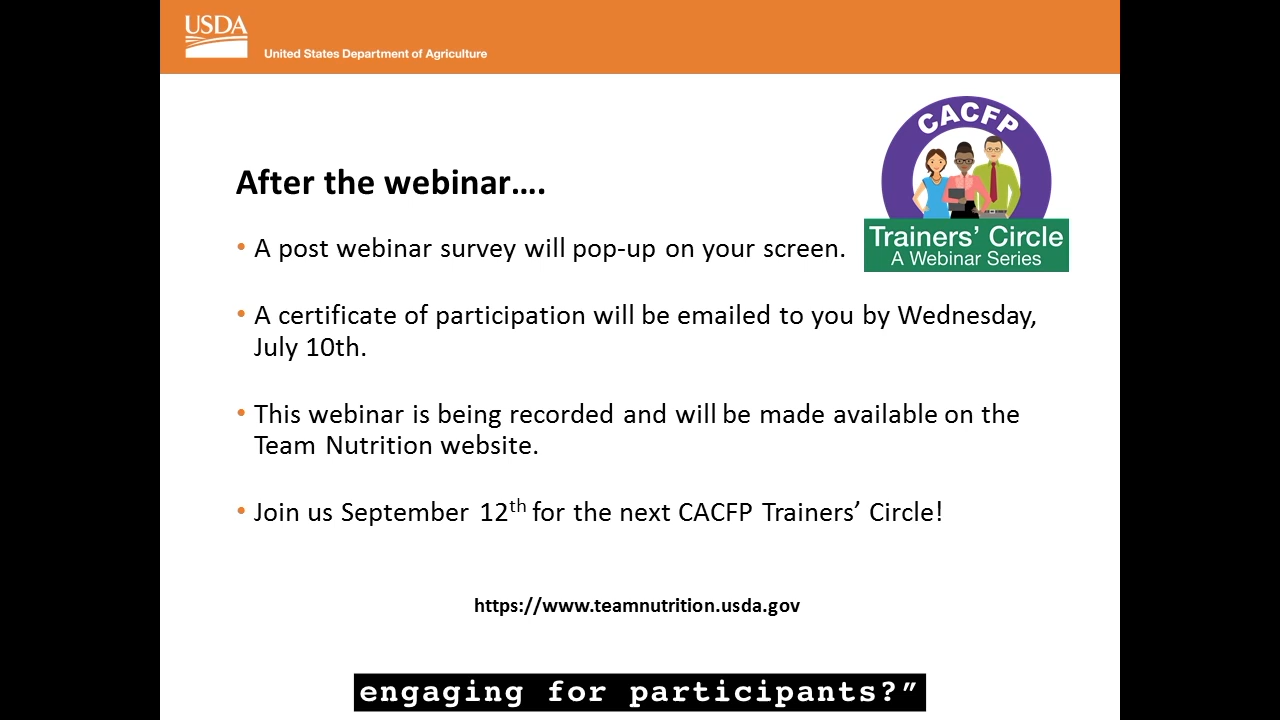 USDA
United States Department of Agriculture
CACFP
Trainers’ Circle
A Webinar Series
After the webinar....
• A post webinar survey will pop-up on your screen.
• A certificate of participation will be emailed to you by Wednesday,
July 10th.
• This webinar is being recorded and will be made available on the
Team Nutrition website.
• Join us September 12th for the next CACFP Trainers’ Circle!
https://www.teamnutrition.usda.gov
engaging for participants?”